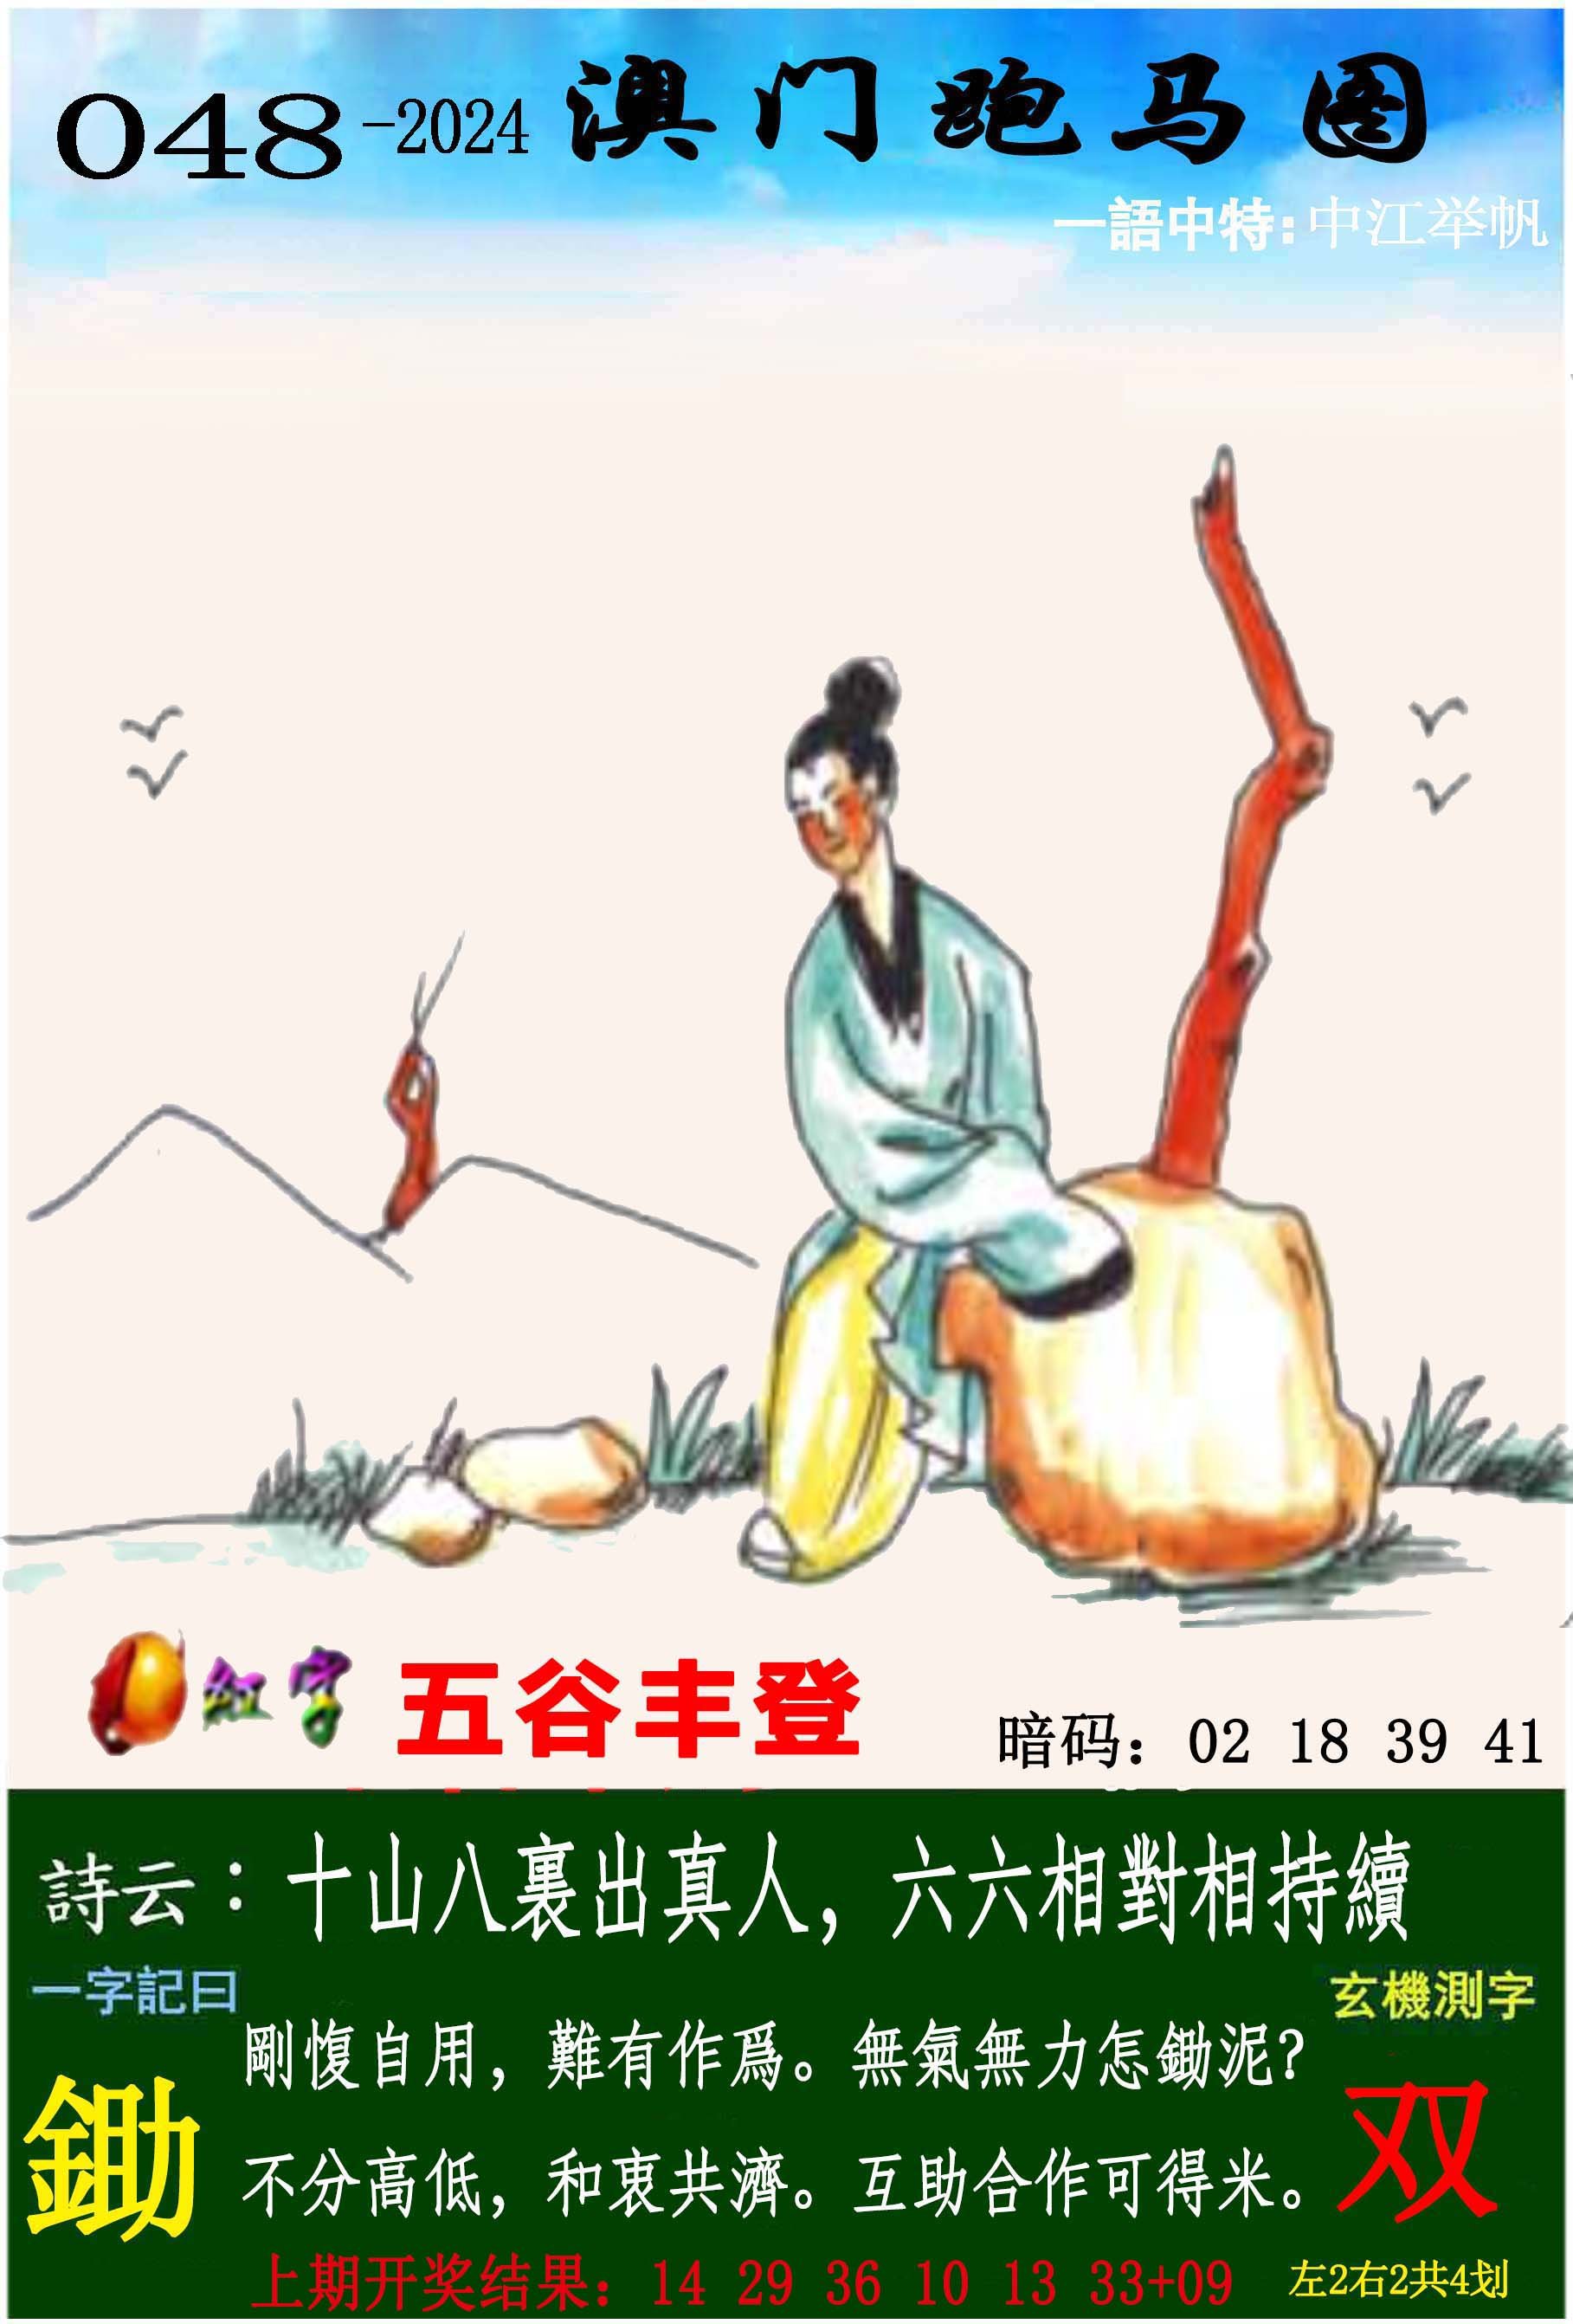 048-2024 澳门跑马图
一語中特:中江举帆
红字 五谷丰登
暗码：02 18 39 41
詩云：十山八裏出真人，六六相對相持續
一字記曰
玄機測字
剛愎自用，難有作爲。無氣無力怎鋤泥？
鋤
双
不分高低，和衷共濟。互助合作可得米。
上期开奖结果：14 29 36 10 13 33+09
左2右2共4划